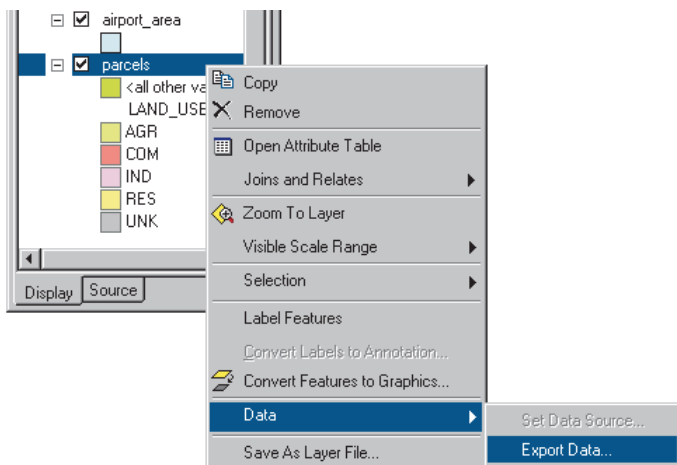 airport_area
parcels
<all other va
LAND_USE
AGR
COM
IND
RES
UNK
Display Source
Copy
Remove
Open Attribute Table
Joins and Relates
Zoom To Layer
Visible Scale Range
Selection
Label Features
Convert Labels to Annotation...
Convert Features to Graphics...
Data
Save As Layer File...
Set Data Source...
Export Data...